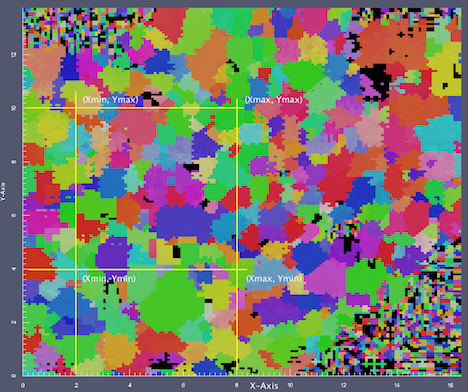 12
(Xmin, Ymax) (Xmax, Ymax)
10
8
Y-Axis
6
4
(Xmin, Ymin) (Xmax, Ymin)
2
0
0 2 4 6 8 10 12 14 16
X-Axis